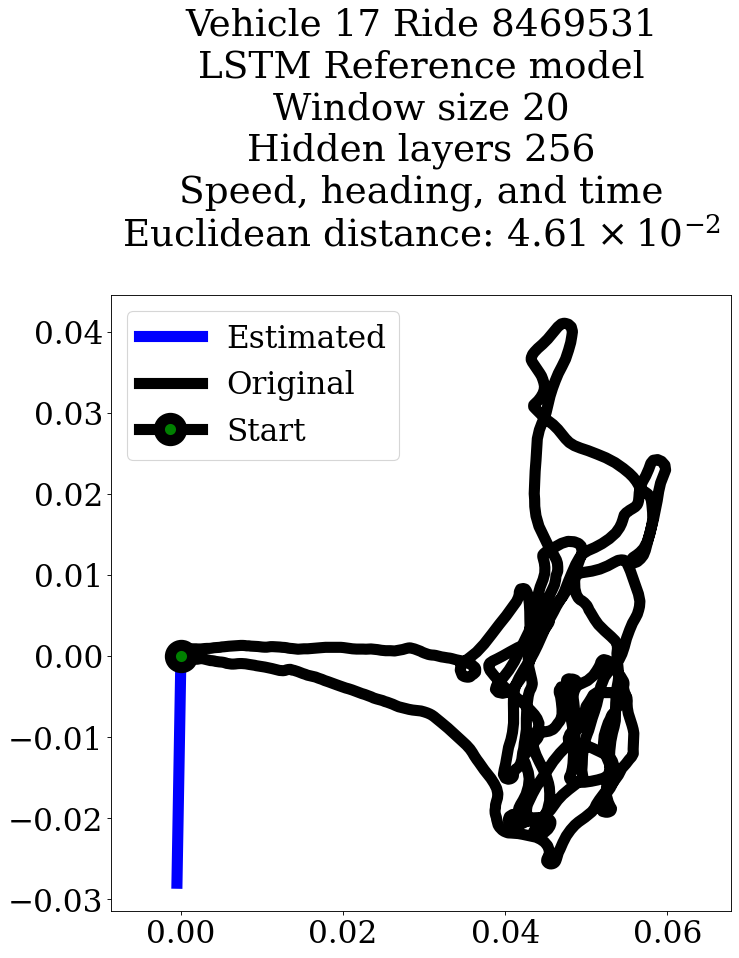 Vehicle 17 Ride 8469531
LSTM Reference model
Window size 20
Hidden layers 256
Speed, heading, and time
Euclidean distance: 4.61 × 10⁻²
Estimated
Original
Start
0.04
0.03
0.02
0.01
0.00
−0.01
−0.02
−0.03
0.00 0.02 0.04 0.06